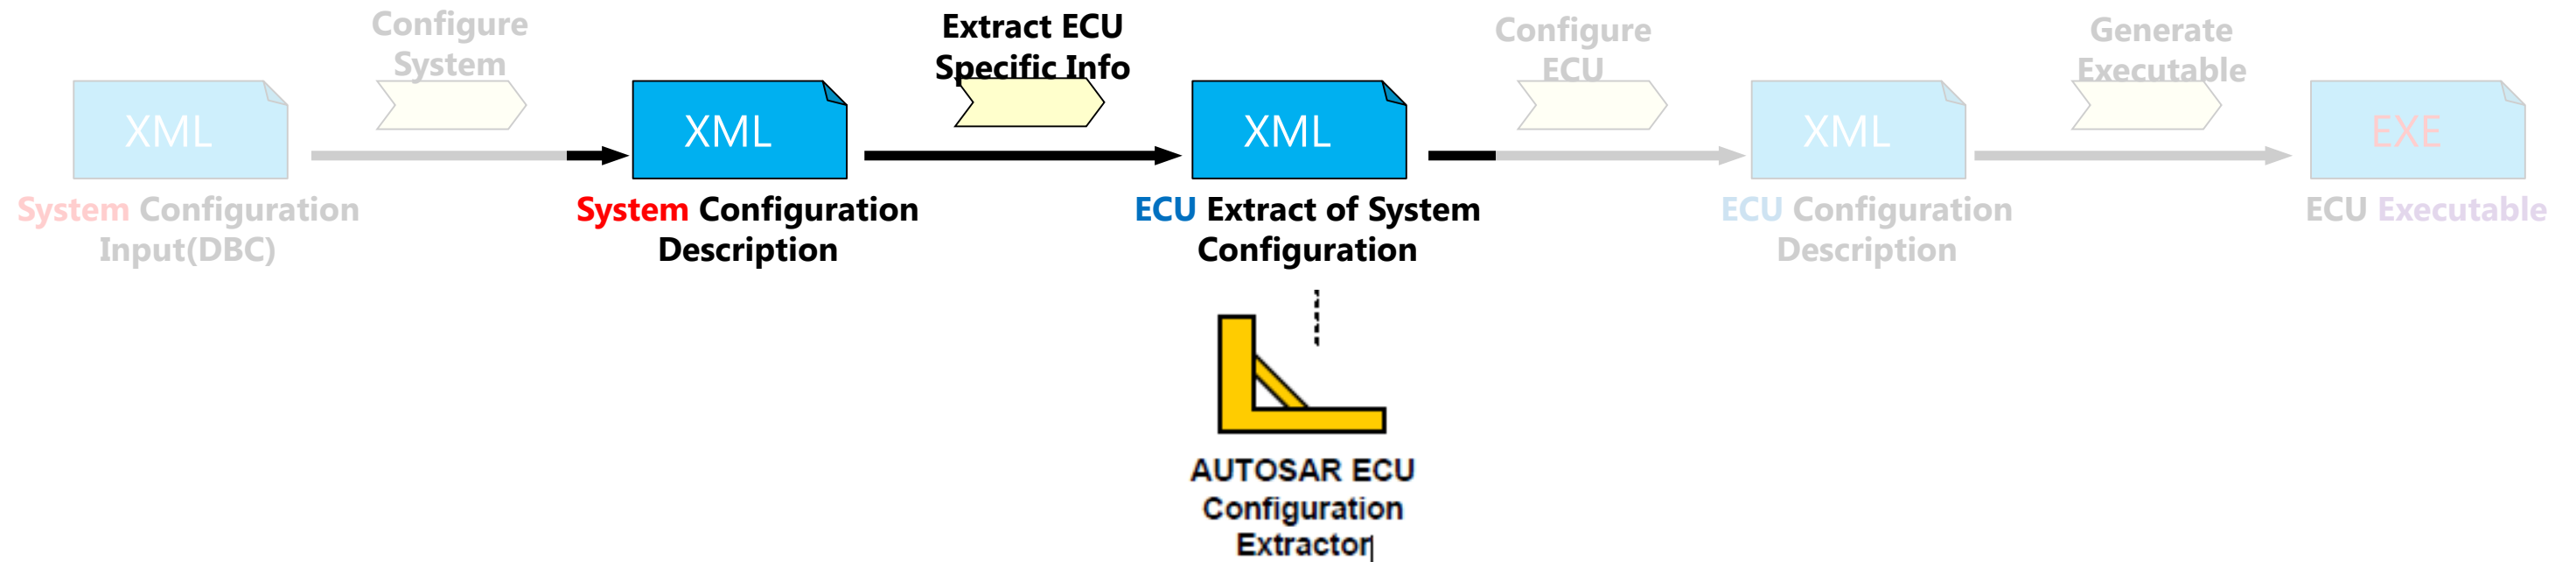 Configure
System
Extract ECU
Specific Info
Configure
ECU
Generate
Executable
XML
XML
XML
XML
EXE
System Configuration
Input(DBC)
System Configuration
Description
ECU Extract of System
Configuration
ECU Configuration
Description
ECU Executable
AUTOSAR ECU
Configuration
Extractor